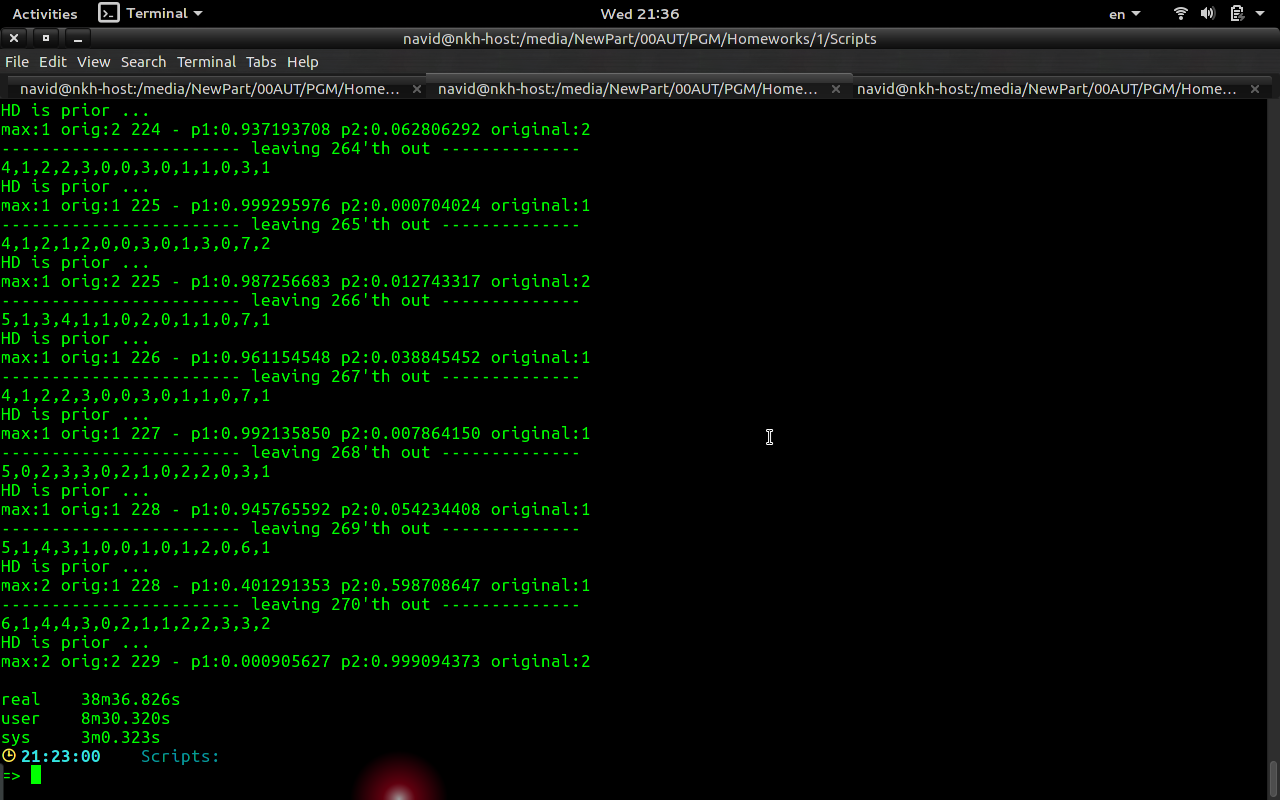 Activities Terminal Wed 21:36 en
navid@nkh-host:/media/NewPart/00AUT/PGM/Homeworks/1/Scripts
File Edit View Search Terminal Tabs Help
navid@nkh-host:/media/NewPart/00AUT/PGM/Home... × navid@nkh-host:/media/NewPart/00AUT/PGM/Home... × navid@nkh-host:/media/NewPart/00AUT/PGM/Home... ×
HD is prior ...
max:1 orig:2 224 - p1:0.937193708 p2:0.062806292 original:2
------------------------ leaving 264'th out --------------
4,1,2,2,3,0,0,3,0,1,1,0,3,1
HD is prior ...
max:1 orig:1 225 - p1:0.999295976 p2:0.000704024 original:1
------------------------ leaving 265'th out --------------
4,1,2,1,2,0,0,3,0,1,3,0,7,2
HD is prior ...
max:1 orig:2 225 - p1:0.987256683 p2:0.012743317 original:2
------------------------ leaving 266'th out --------------
5,1,3,4,1,1,0,2,0,1,1,0,7,1
HD is prior ...
max:1 orig:1 226 - p1:0.961154548 p2:0.038845452 original:1
------------------------ leaving 267'th out --------------
4,1,2,2,3,0,0,3,0,1,1,0,7,1
HD is prior ...
max:1 orig:1 227 - p1:0.992135850 p2:0.007864150 original:1
------------------------ leaving 268'th out --------------
5,0,2,3,3,0,2,1,0,2,2,0,3,1
HD is prior ...
max:1 orig:1 228 - p1:0.945765592 p2:0.054234408 original:1
------------------------ leaving 269'th out --------------
5,1,4,3,1,0,0,1,0,1,2,0,6,1
HD is prior ...
max:2 orig:1 228 - p1:0.401291353 p2:0.598708647 original:1
------------------------ leaving 270'th out --------------
6,1,4,4,3,0,2,1,1,2,2,3,3,2
HD is prior ...
max:2 orig:2 229 - p1:0.000905627 p2:0.999094373 original:2
real 38m36.826s
user 8m30.320s
sys 3m0.323s
21:23:00 Scripts:
=>